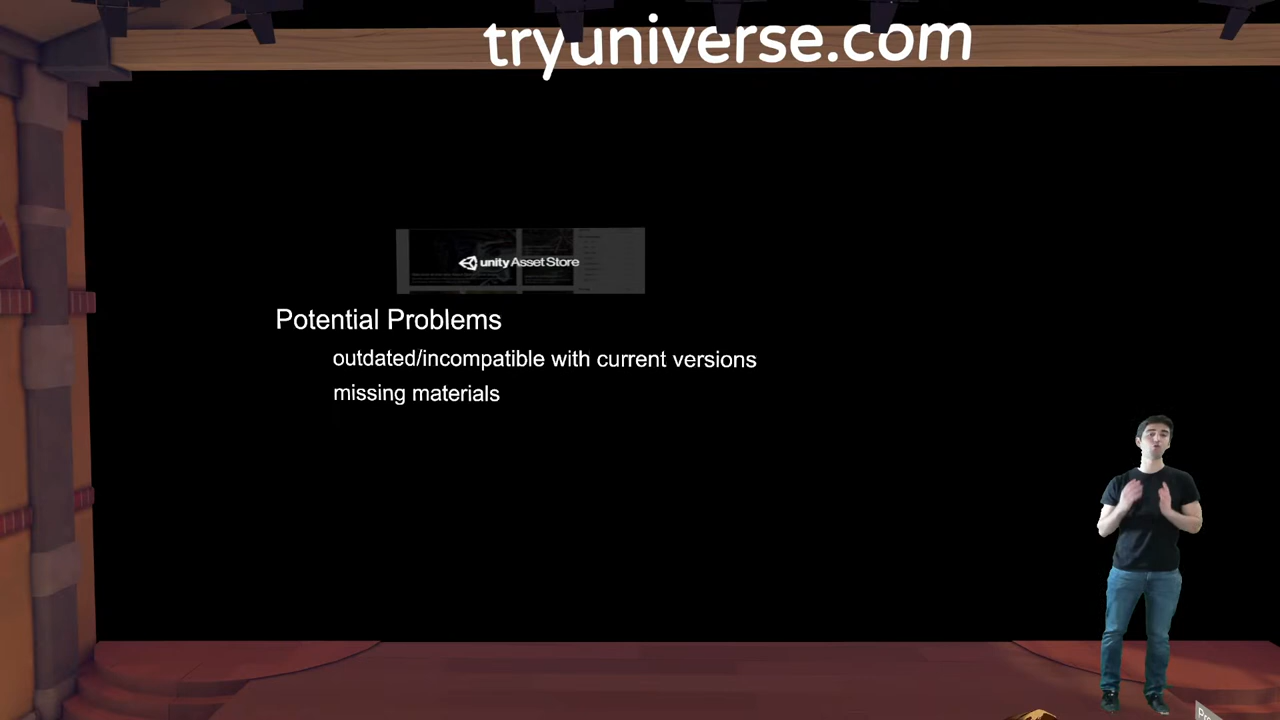 tryuniverse.com
unity Asset Store
Potential Problems
outdated/incompatible with current versions
missing materials